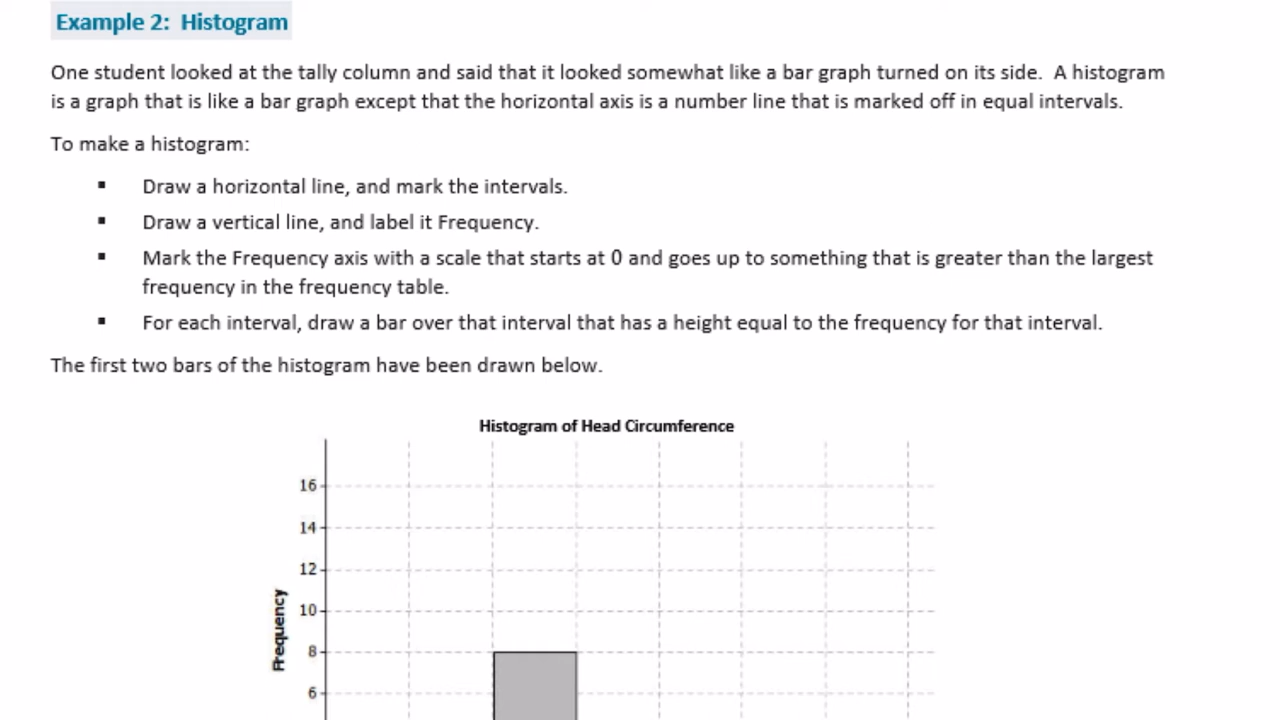 Example 2:  Histogram
One student looked at the tally column and said that it looked somewhat like a bar graph turned on its side.  A histogram
is a graph that is like a bar graph except that the horizontal axis is a number line that is marked off in equal intervals.
To make a histogram:
▪ Draw a horizontal line, and mark the intervals.
▪ Draw a vertical line, and label it Frequency.
▪ Mark the Frequency axis with a scale that starts at 0 and goes up to something that is greater than the largest
frequency in the frequency table.
▪ For each interval, draw a bar over that interval that has a height equal to the frequency for that interval.
The first two bars of the histogram have been drawn below.
Histogram of Head Circumference
16
14
12
10
8
6
Frequency